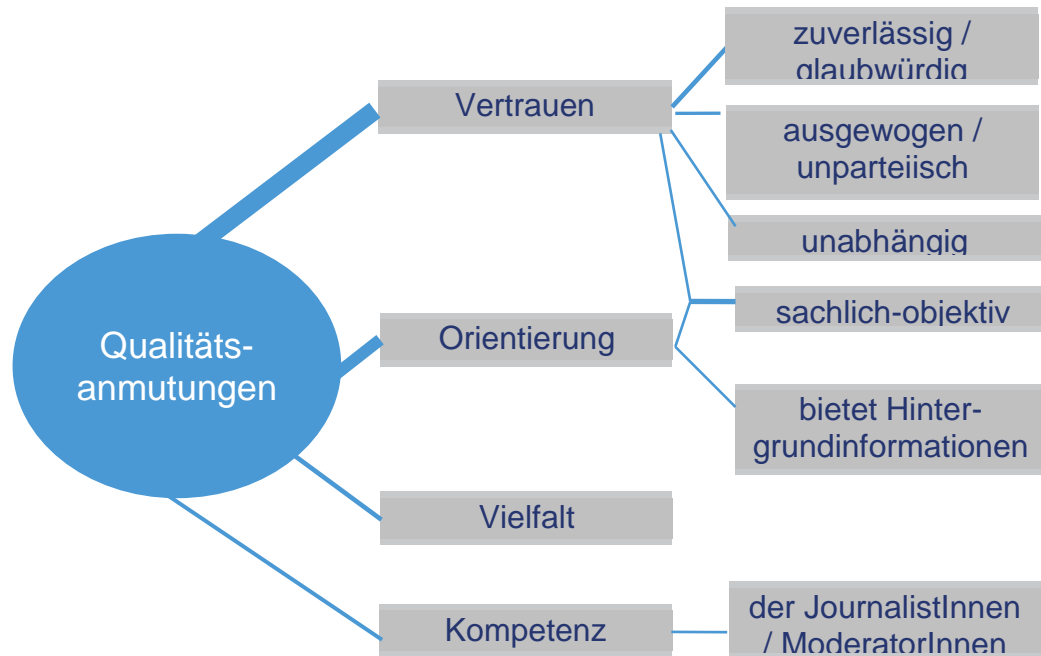 Qualitäts-
anmutungen
Vertrauen
zuverlässig /
glaubwürdig
ausgewogen /
unparteiisch
unabhängig
Orientierung
sachlich-objektiv
bietet Hinter-
grundinformationen
Vielfalt
Kompetenz
der JournalistInnen
/ ModeratorInnen